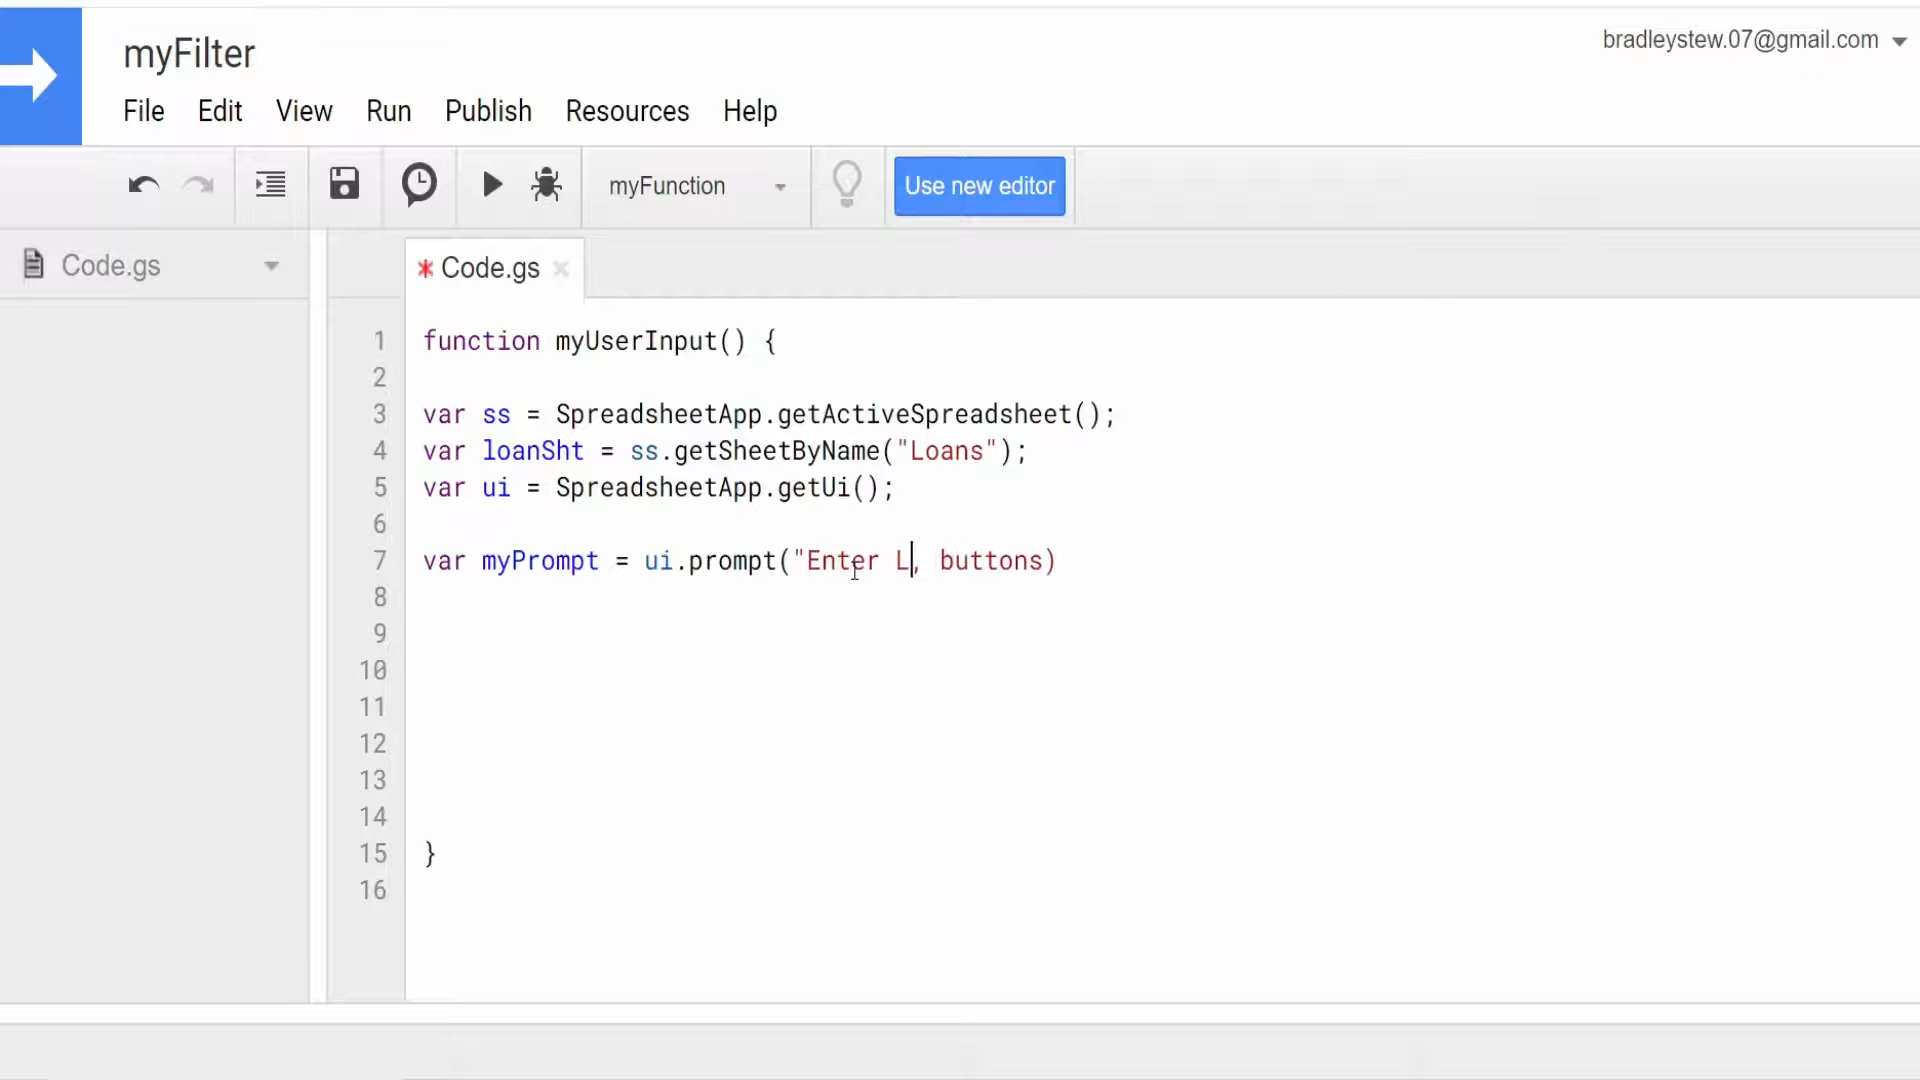 myFilter
bradleystew.07@gmail.com
File Edit View Run Publish Resources Help
myFunction
Use new editor
Code.gs
* Code.gs
1 function myUserInput() {
2
3 var ss = SpreadsheetApp.getActiveSpreadsheet();
4 var loanSht = ss.getSheetByName("Loans");
5 var ui = SpreadsheetApp.getUi();
6
7 var myPrompt = ui.prompt("Enter L, buttons)
8
9
10
11
12
13
14
15 }
16